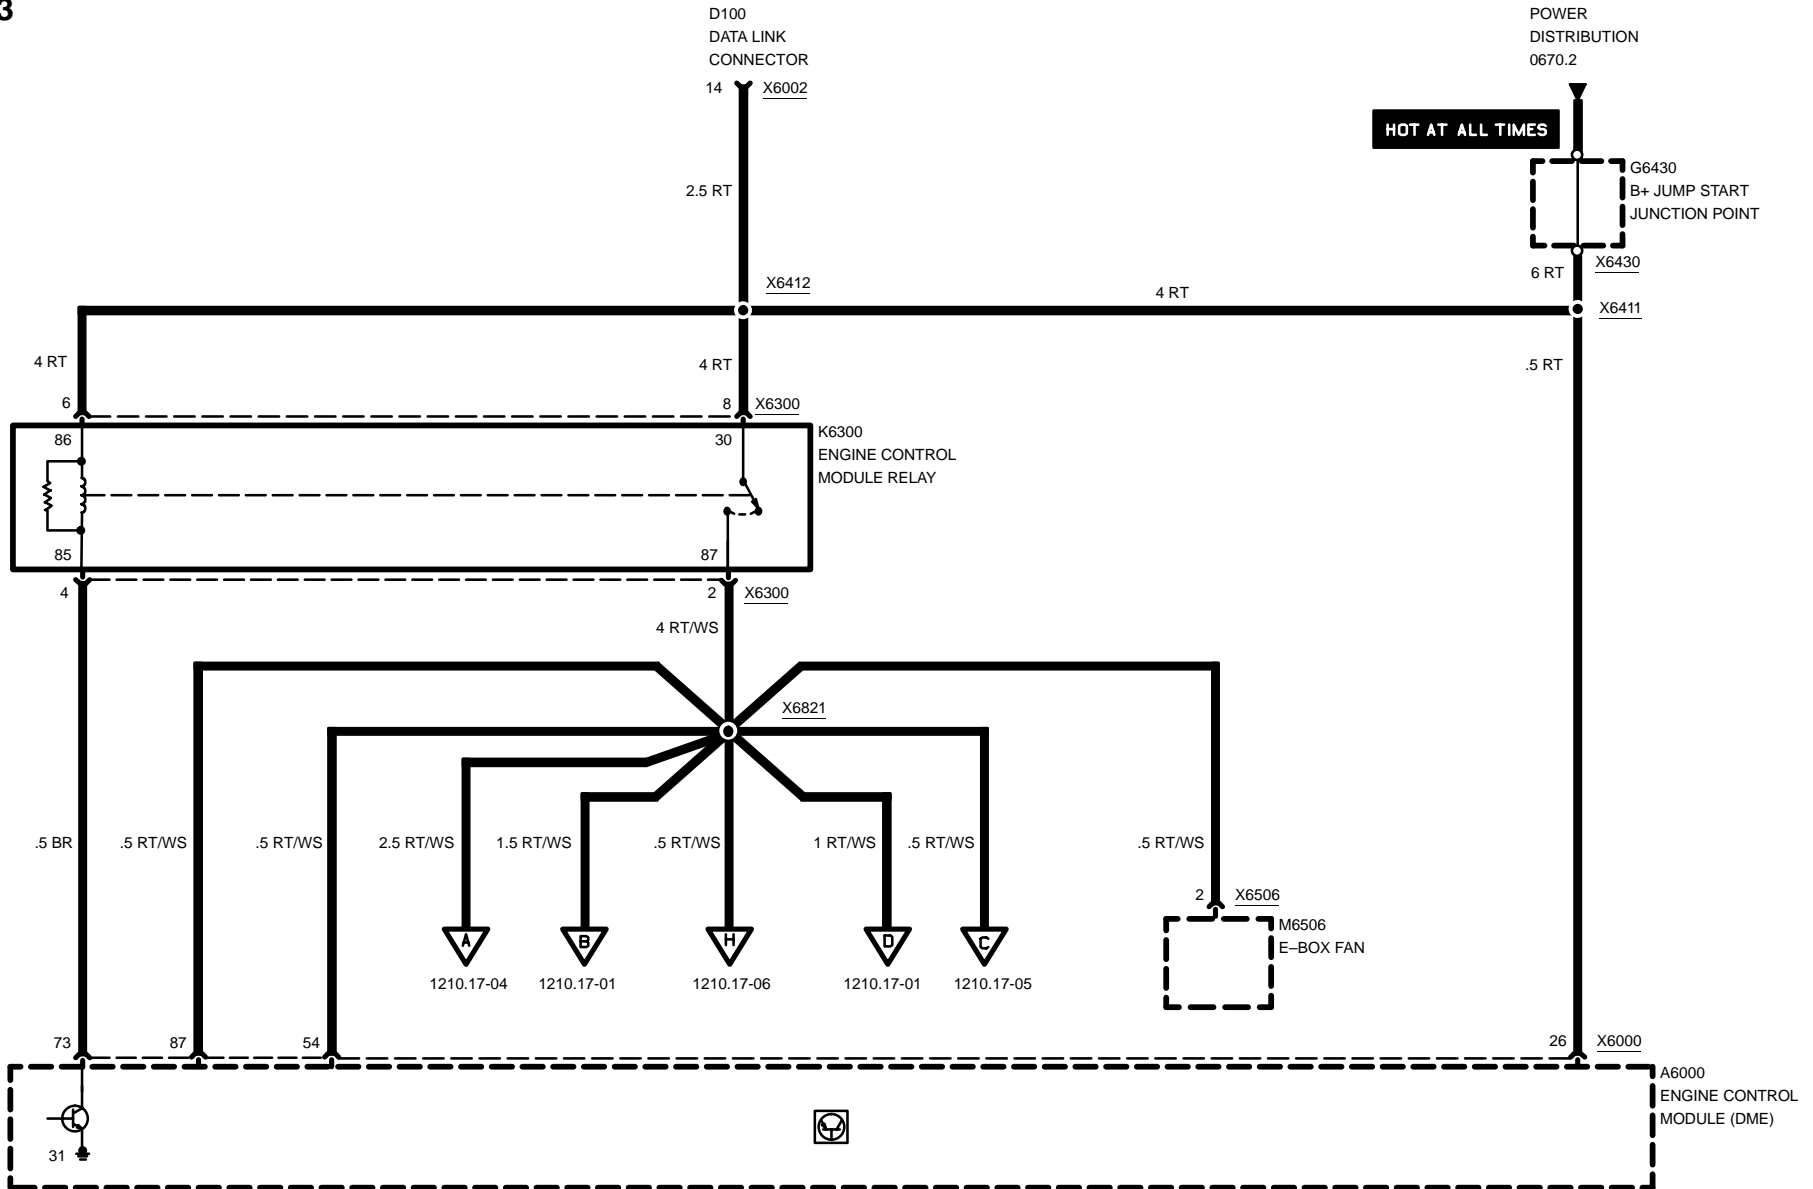 3
D100
DATA LINK
CONNECTOR
14 X6002
POWER
DISTRIBUTION
0670.2
HOT AT ALL TIMES
G6430
B+ JUMP START
JUNCTION POINT
2.5 RT
6 RT X6430
X6412
4 RT
X6411
4 RT
4 RT
.5 RT
6
8 X6300
86
30
K6300
ENGINE CONTROL
MODULE RELAY
85
87
4
2 X6300
4 RT/WS
X6821
.5 BR
.5 RT/WS
.5 RT/WS
2.5 RT/WS
1.5 RT/WS
.5 RT/WS
1 RT/WS
.5 RT/WS
.5 RT/WS
2 X6506
M6506
E–BOX FAN
A
B
H
D
C
1210.17-04
1210.17-01
1210.17-06
1210.17-01
1210.17-05
73
87
54
26 X6000
A6000
ENGINE CONTROL
MODULE (DME)
31